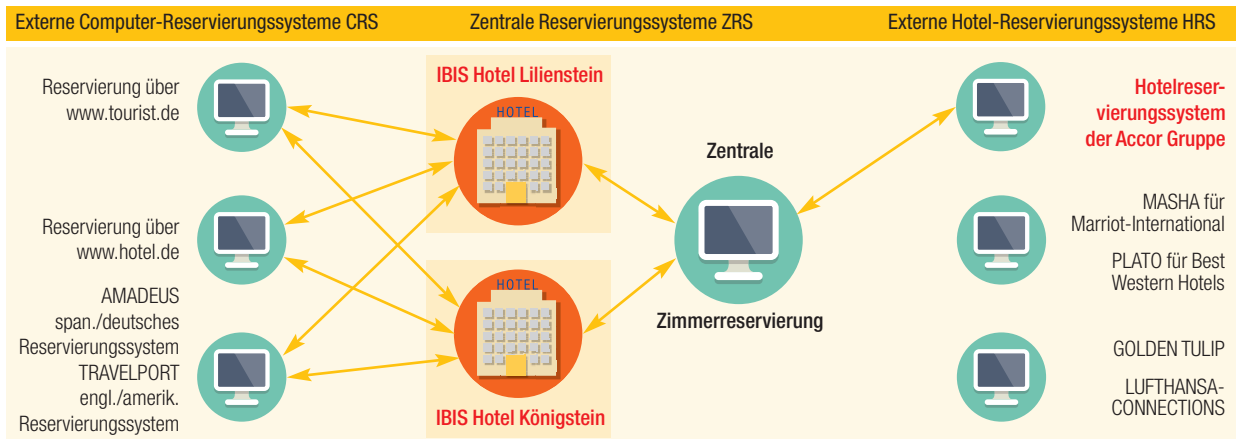 Externe Computer-Reservierungssysteme CRS
Zentrale Reservierungssysteme ZRS
Externe Hotel-Reservierungssysteme HRS
Reservierung über
www.tourist.de
Reservierung über
www.hotel.de
AMADEUS
span./deutsches
Reservierungssystem
TRAVELPORT
engl./amerik.
Reservierungssystem
IBIS Hotel Lilienstein
HOTEL
HOTEL
IBIS Hotel Königstein
Zentrale
Zimmerreservierung
Hotelreser-
vierungssystem
der Accor Gruppe
MASHA für
Marriot-International
PLATO für Best
Western Hotels
GOLDEN TULIP
LUFTHANSA-
CONNECTIONS